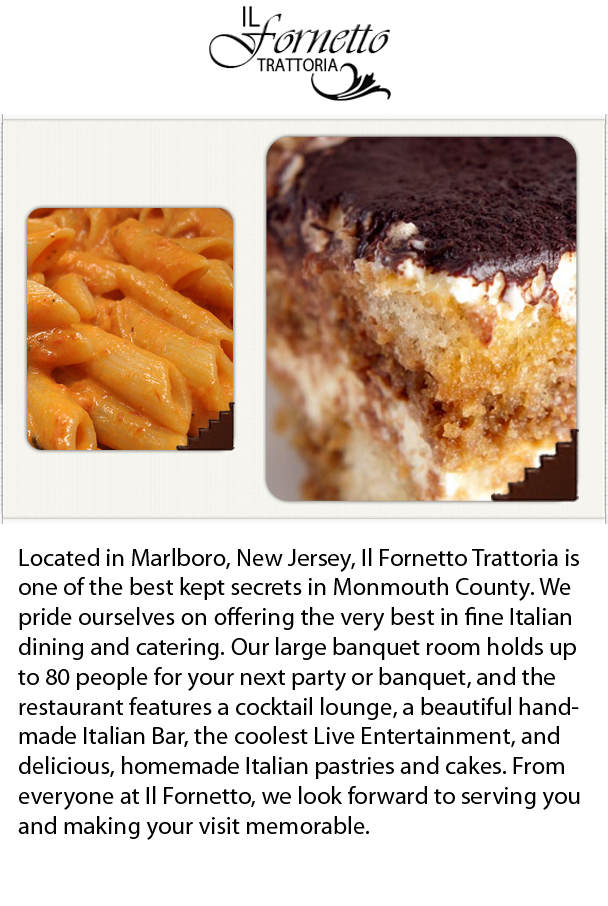 IL
Fornetto
TRATTORIA
Located in Marlboro, New Jersey, Il Fornetto Trattoria is
one of the best kept secrets in Monmouth County. We
pride ourselves on offering the very best in fine Italian
dining and catering. Our large banquet room holds up
to 80 people for your next party or banquet, and the
restaurant features a cocktail lounge, a beautiful hand-
made Italian Bar, the coolest Live Entertainment, and
delicious, homemade Italian pastries and cakes. From
everyone at Il Fornetto, we look forward to serving you
and making your visit memorable.